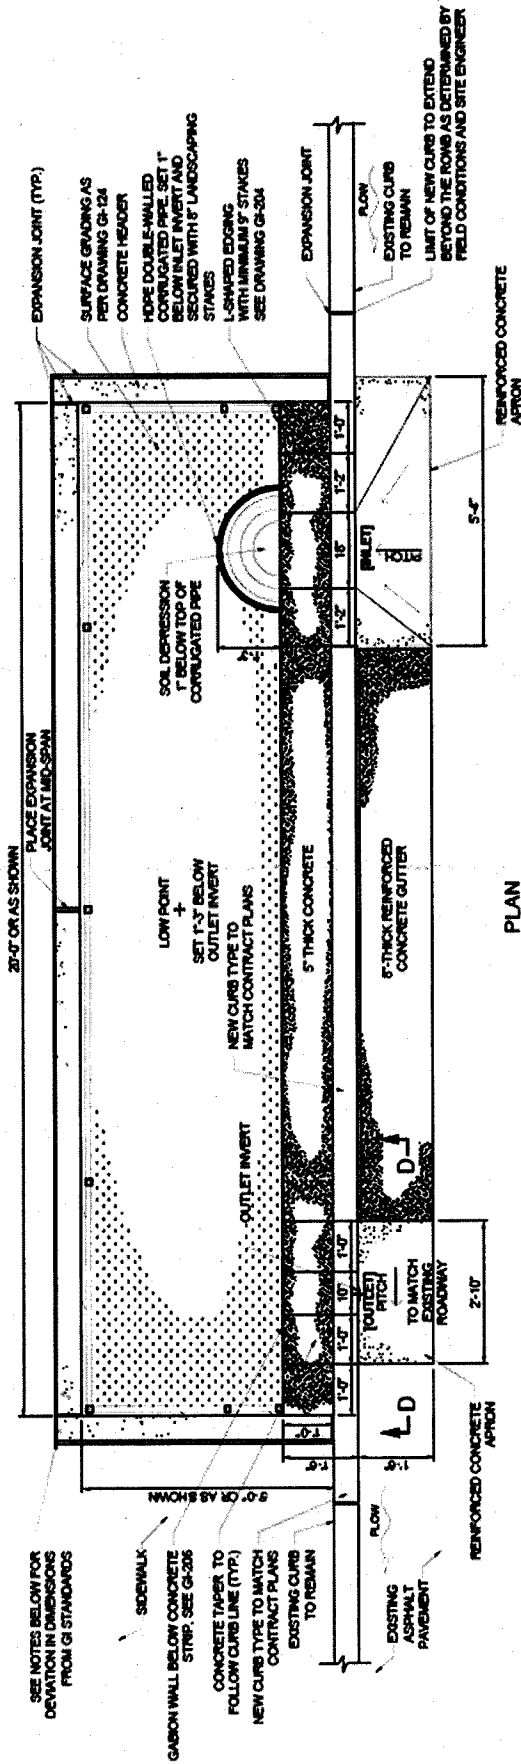 20'-0" OR AS SHOWN
PLACE EXPANSION
JOINT AT MID-SPAN
EXPANSION JOINT (TYP.)
SURFACE GRADING AS
PER DRAWING GI-124
CONCRETE HEADER
HDPE DOUBLE-WALLED
CORRUGATED PIPE, SET 1"
BELOW INLET INVERT AND
SECURED WITH 8" LANDSCAPING
STAKES
L-SHAPED EDGING
WITH MINIMUM 9" STAKES
SEE DRAWING GI-204
EXPANSION JOINT
FLOW
EXISTING CURB
TO REMAIN
LIMIT OF NEW CURB TO EXTEND
BEYOND THE ROWB AS DETERMINED BY
FIELD CONDITIONS AND SITE ENGINEER
REINFORCED CONCRETE
APRON
SEE NOTES BELOW FOR
DEVIATION IN DIMENSIONS
FROM GI STANDARDS
SIDEWALK
5'-0" OR AS SHOWN
GABION WALL BELOW CONCRETE
STRIP, SEE GI-205
CONCRETE TAPER TO
FOLLOW CURB LINE (TYP.)
NEW CURB TYPE TO MATCH
CONTRACT PLANS
EXISTING CURB
TO REMAIN
FLOW
EXISTING
ASPHALT
PAVEMENT
REINFORCED CONCRETE
APRON
SOIL DEPRESSION
1" BELOW TOP OF
CORRUGATED PIPE
LOW POINT
SET 1"-3" BELOW
OUTLET INVERT
NEW CURB TYPE TO
MATCH CONTRACT PLANS
OUTLET INVERT
5" THICK CONCRETE
8"-THICK REINFORCED
CONCRETE GUTTER
1'-0"
1'-0"
1'-0"
10"
1'-0"
1'-2"
18"
1'-2"
1'-0"
[OUTLET]
PITCH
TO MATCH
EXISTING
ROADWAY
2'-10"
[INLET]
PITCH
D
D
PLAN